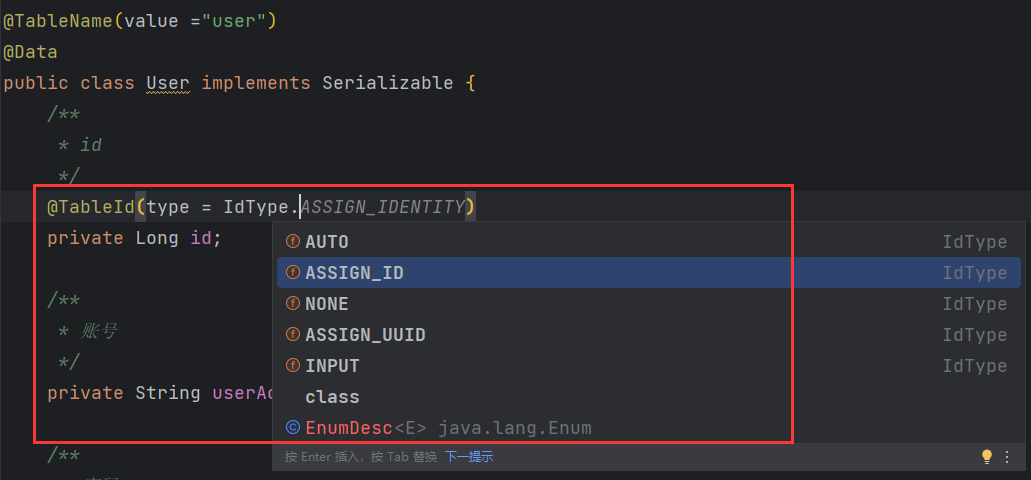 @TableName(value ="user")
@Data
public class User implements Serializable {
/**
* id
*/
@TableId(type = IdType.ASSIGN_IDENTITY)
private Long id;
AUTO IdType
ASSIGN_ID IdType
NONE IdType
ASSIGN_UUID IdType
INPUT IdType
class
EnumDesc<E> java.lang.Enum
按 Enter 插入，按 Tab 替换 下一提示
/**
* 账号
*/
private String userAc
/**